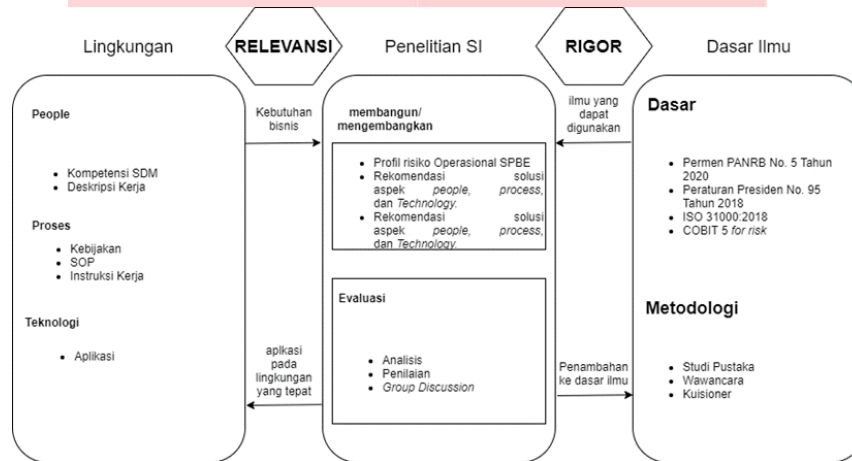 Lingkungan
RELEVANSI
Penelitian SI
RIGOR
Dasar Ilmu
People
Kompetensi SDM
Deskripsi Kerja
Proses
Kebijakan
SOP
Instruksi Kerja
Teknologi
Aplikasi
Kebutuhan
bisnis
aplkasi
pada
lingkungan
yang tepat
membangun/
mengembangkan
Profil risiko Operasional SPBE
Rekomendasi solusi
aspek people, process,
dan Technology.
Rekomendasi solusi
aspek people, process,
dan Technology.
Evaluasi
Analisis
Penilaian
Group Discussion
ilmu yang
dapat
digunakan
Penambahan
ke dasar ilmu
Dasar
Permen PANRB No. 5 Tahun
2020
Peraturan Presiden No. 95
Tahun 2018
ISO 31000:2018
COBIT 5 for risk
Metodologi
Studi Pustaka
Wawancara
Kuisioner